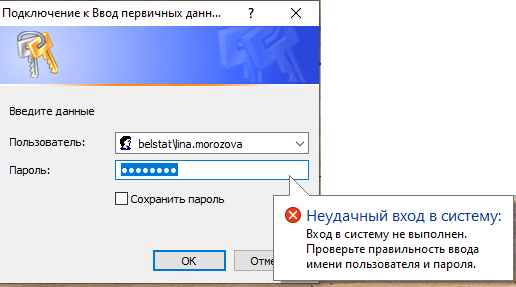 Подключение к Ввод первичных данн...
?
Введите данные
Пользователь:
belstat\lina.morozova
Пароль:
●●●●●●●●
Сохранить пароль
Неудачный вход в систему:
Вход в систему не выполнен.
Проверьте правильность ввода
имени пользователя и пароля.
OK
Отме